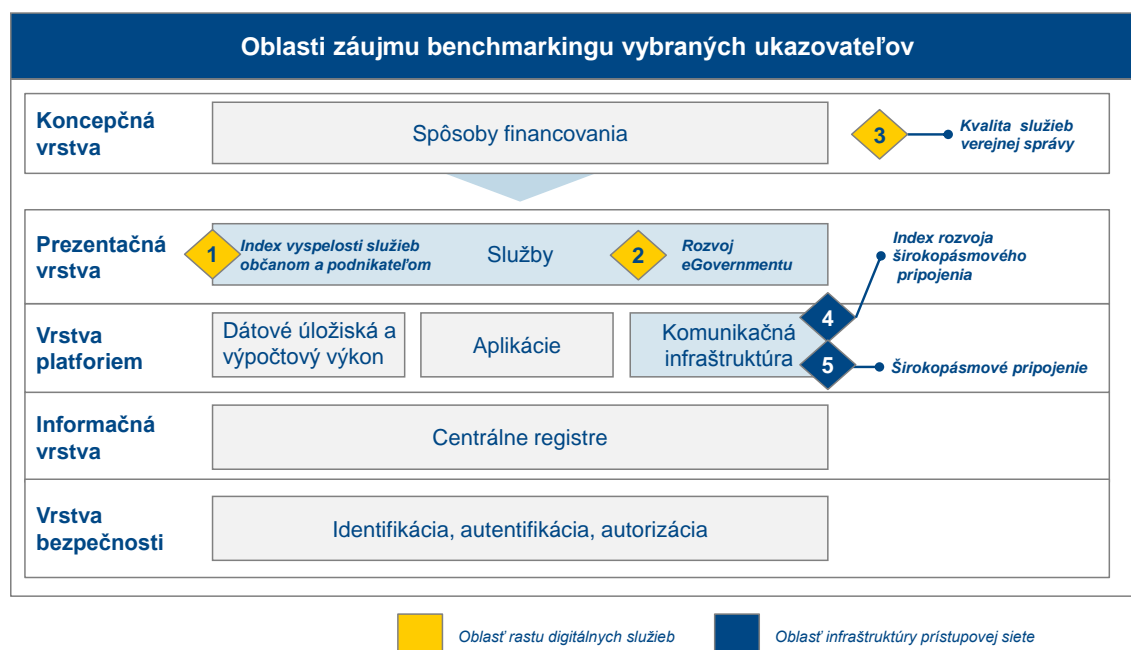 Oblasti záujmu benchmarkingu vybraných ukazovateľov
Koncepčná
vrstva
Spôsoby financovania
3
Kvalita služieb
verejnej správy
Prezentačná
vrstva
1
Index vyspelosti služieb
občanom a podnikateľom
Služby
2
Rozvoj
eGovernmentu
Index rozvoja
širokopásmového
pripojenia
Vrstva
platforiem
Dátové úložiská a
výpočtový výkon
Aplikácie
Komunikačná
infraštruktúra
4
5
Širokopásmové pripojenie
Informačná
vrstva
Centrálne registre
Vrstva
bezpečnosti
Identifikácia, autentifikácia, autorizácia
Oblasť rastu digitálnych služieb
Oblasť infraštruktúry prístupovej siete